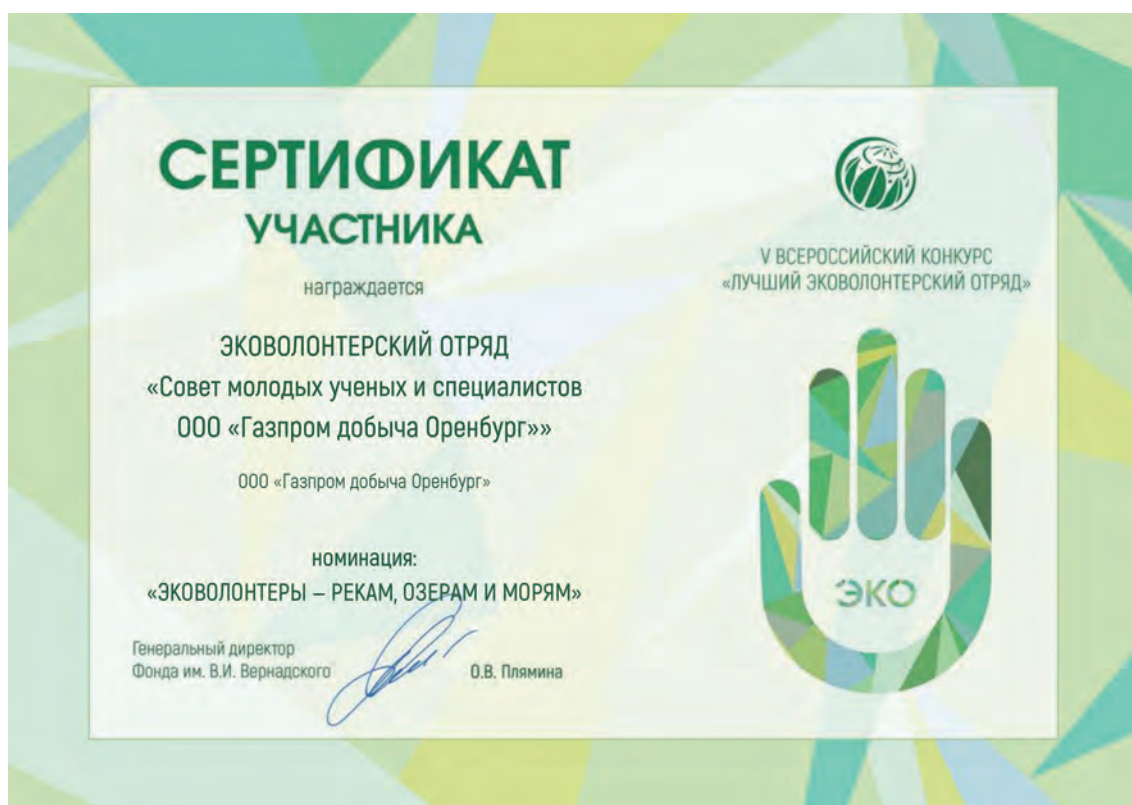 СЕРТИФИКАТ
УЧАСТНИКА
награждается
ЭКОВОЛОНТЕРСКИЙ ОТРЯД
«Совет молодых ученых и специалистов
ООО «Газпром добыча Оренбург»»
ООО «Газпром добыча Оренбург»
номинация:
«ЭКОВОЛОНТЕРЫ – РЕКАМ, ОЗЕРАМ И МОРЯМ»
Генеральный директор
Фонда им. В.И. Вернадского
О.В. Плямина
V ВСЕРОССИЙСКИЙ КОНКУРС
«ЛУЧШИЙ ЭКОВОЛОНТЕРСКИЙ ОТРЯД»
ЭКО